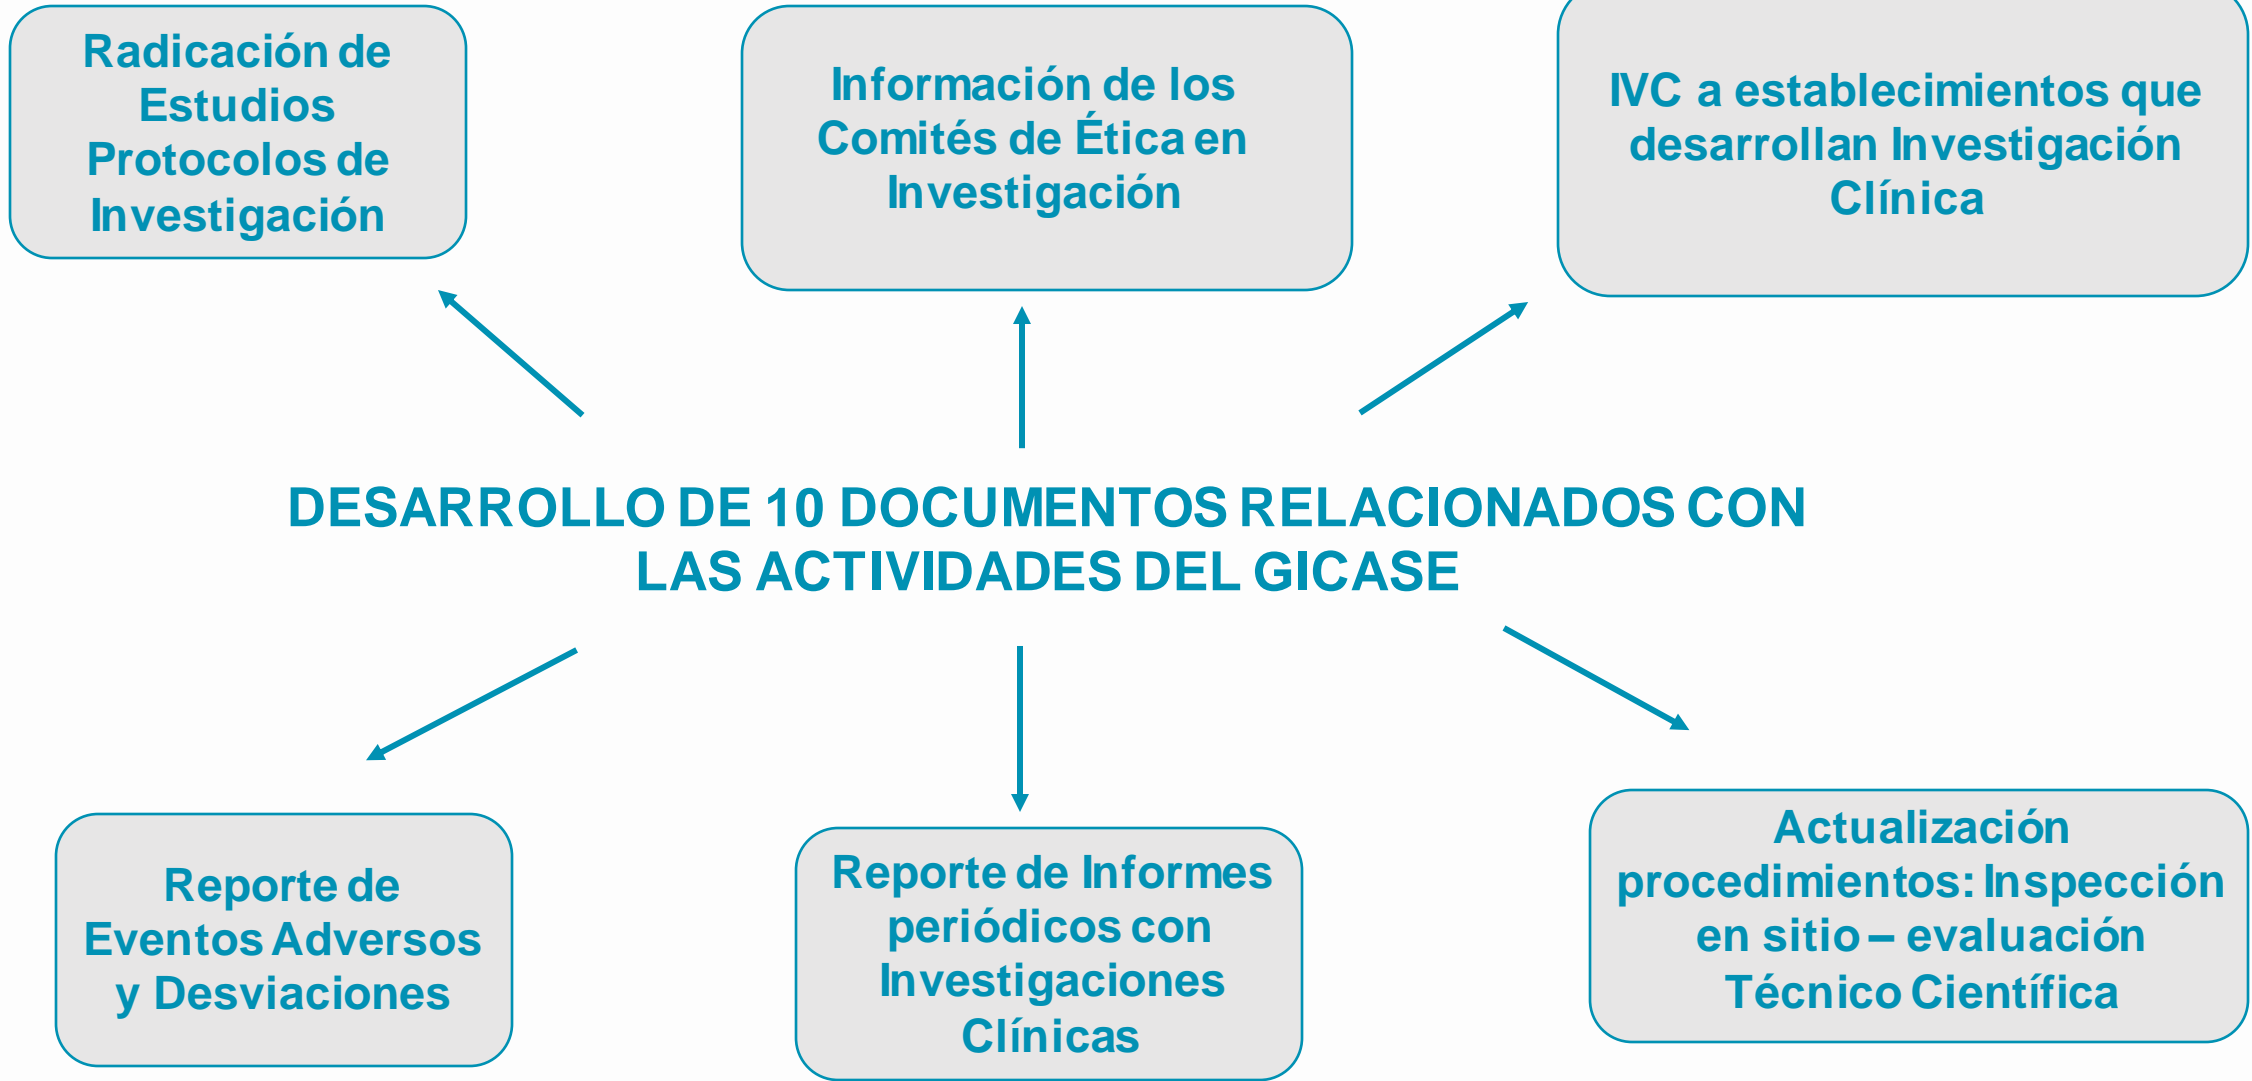 Radicación de
Estudios
Protocolos de
Investigación
Información de los
Comités de Ética en
Investigación
IVC a establecimientos que
desarrollan Investigación
Clínica
DESARROLLO DE 10 DOCUMENTOS RELACIONADOS CON
LAS ACTIVIDADES DEL GICASE
Reporte de
Eventos Adversos
y Desviaciones
Reporte de Informes
periódicos con
Investigaciones
Clínicas
Actualización
procedimientos: Inspección
en sitio – evaluación
Técnico Científica